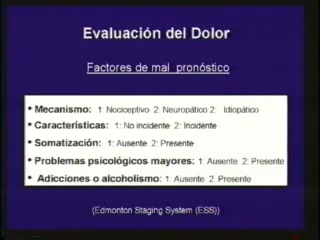 Evaluación del Dolor
Factores de mal pronóstico
• Mecanismo: 1: Nociceptivo 2: Neuropático 2: Idiopático
• Características: 1: No incidente 2: Incidente
• Somatización: 1: Ausente 2: Presente
• Problemas psicológicos mayores: 1: Ausente 2: Presente
• Adicciones o alcoholismo: 1: Ausente 2: Presente
(Edmonton Staging System (ESS))